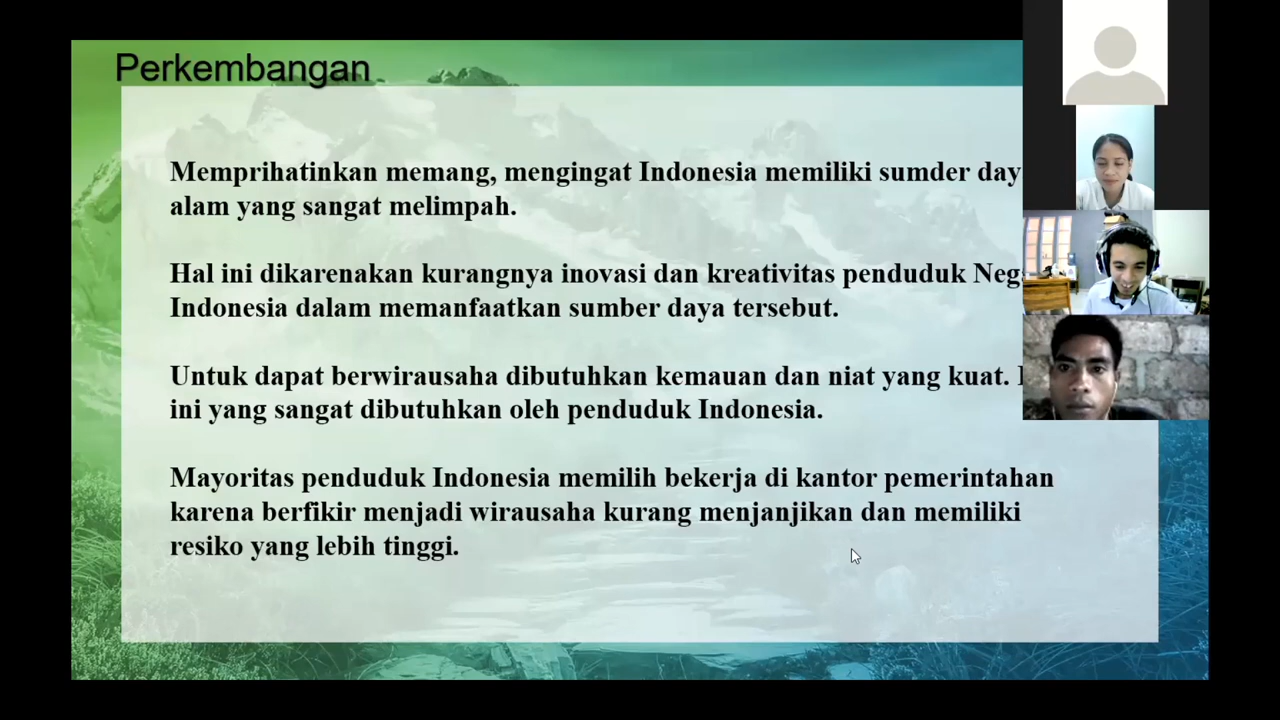 Perkembangan
Memprihatinkan memang, mengingat Indonesia memiliki sumder
alam yang sangat melimpah.
Hal ini dikarenakan kurangnya inovasi dan kreativitas penduduk
Indonesia dalam memanfaatkan sumber daya tersebut.
Untuk dapat berwirausaha dibutuhkan kemauan dan niat yang kuat.
ini yang sangat dibutuhkan oleh penduduk Indonesia.
Mayoritas penduduk Indonesia memilih bekerja di kantor pemerintahan
karena berfikir menjadi wirausaha kurang menjanjikan dan memiliki
resiko yang lebih tinggi.